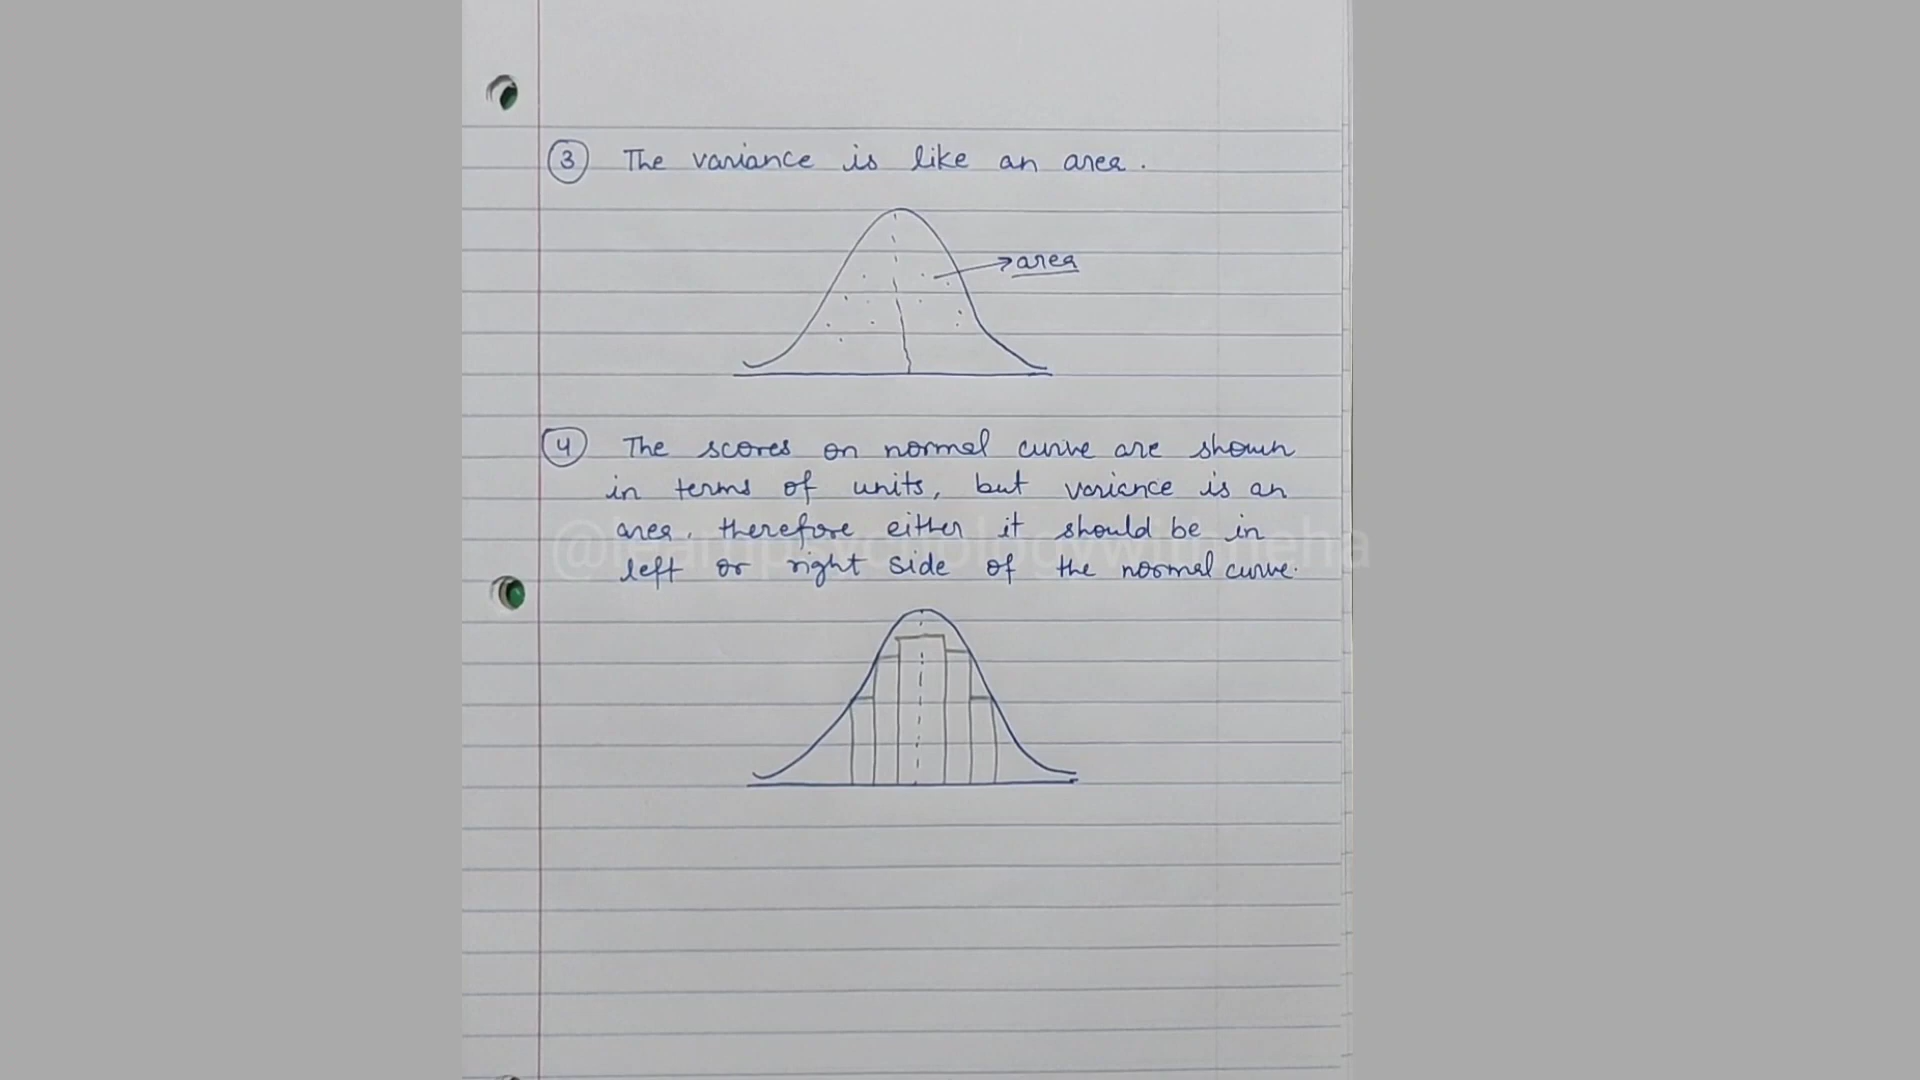 3 The variance is like an area.
area
4 The scores on normal curve are shown
in terms of units, but variance is an
area, therefore either it should be in
@learnpsychologywithneha
left or right side of the normal curve.